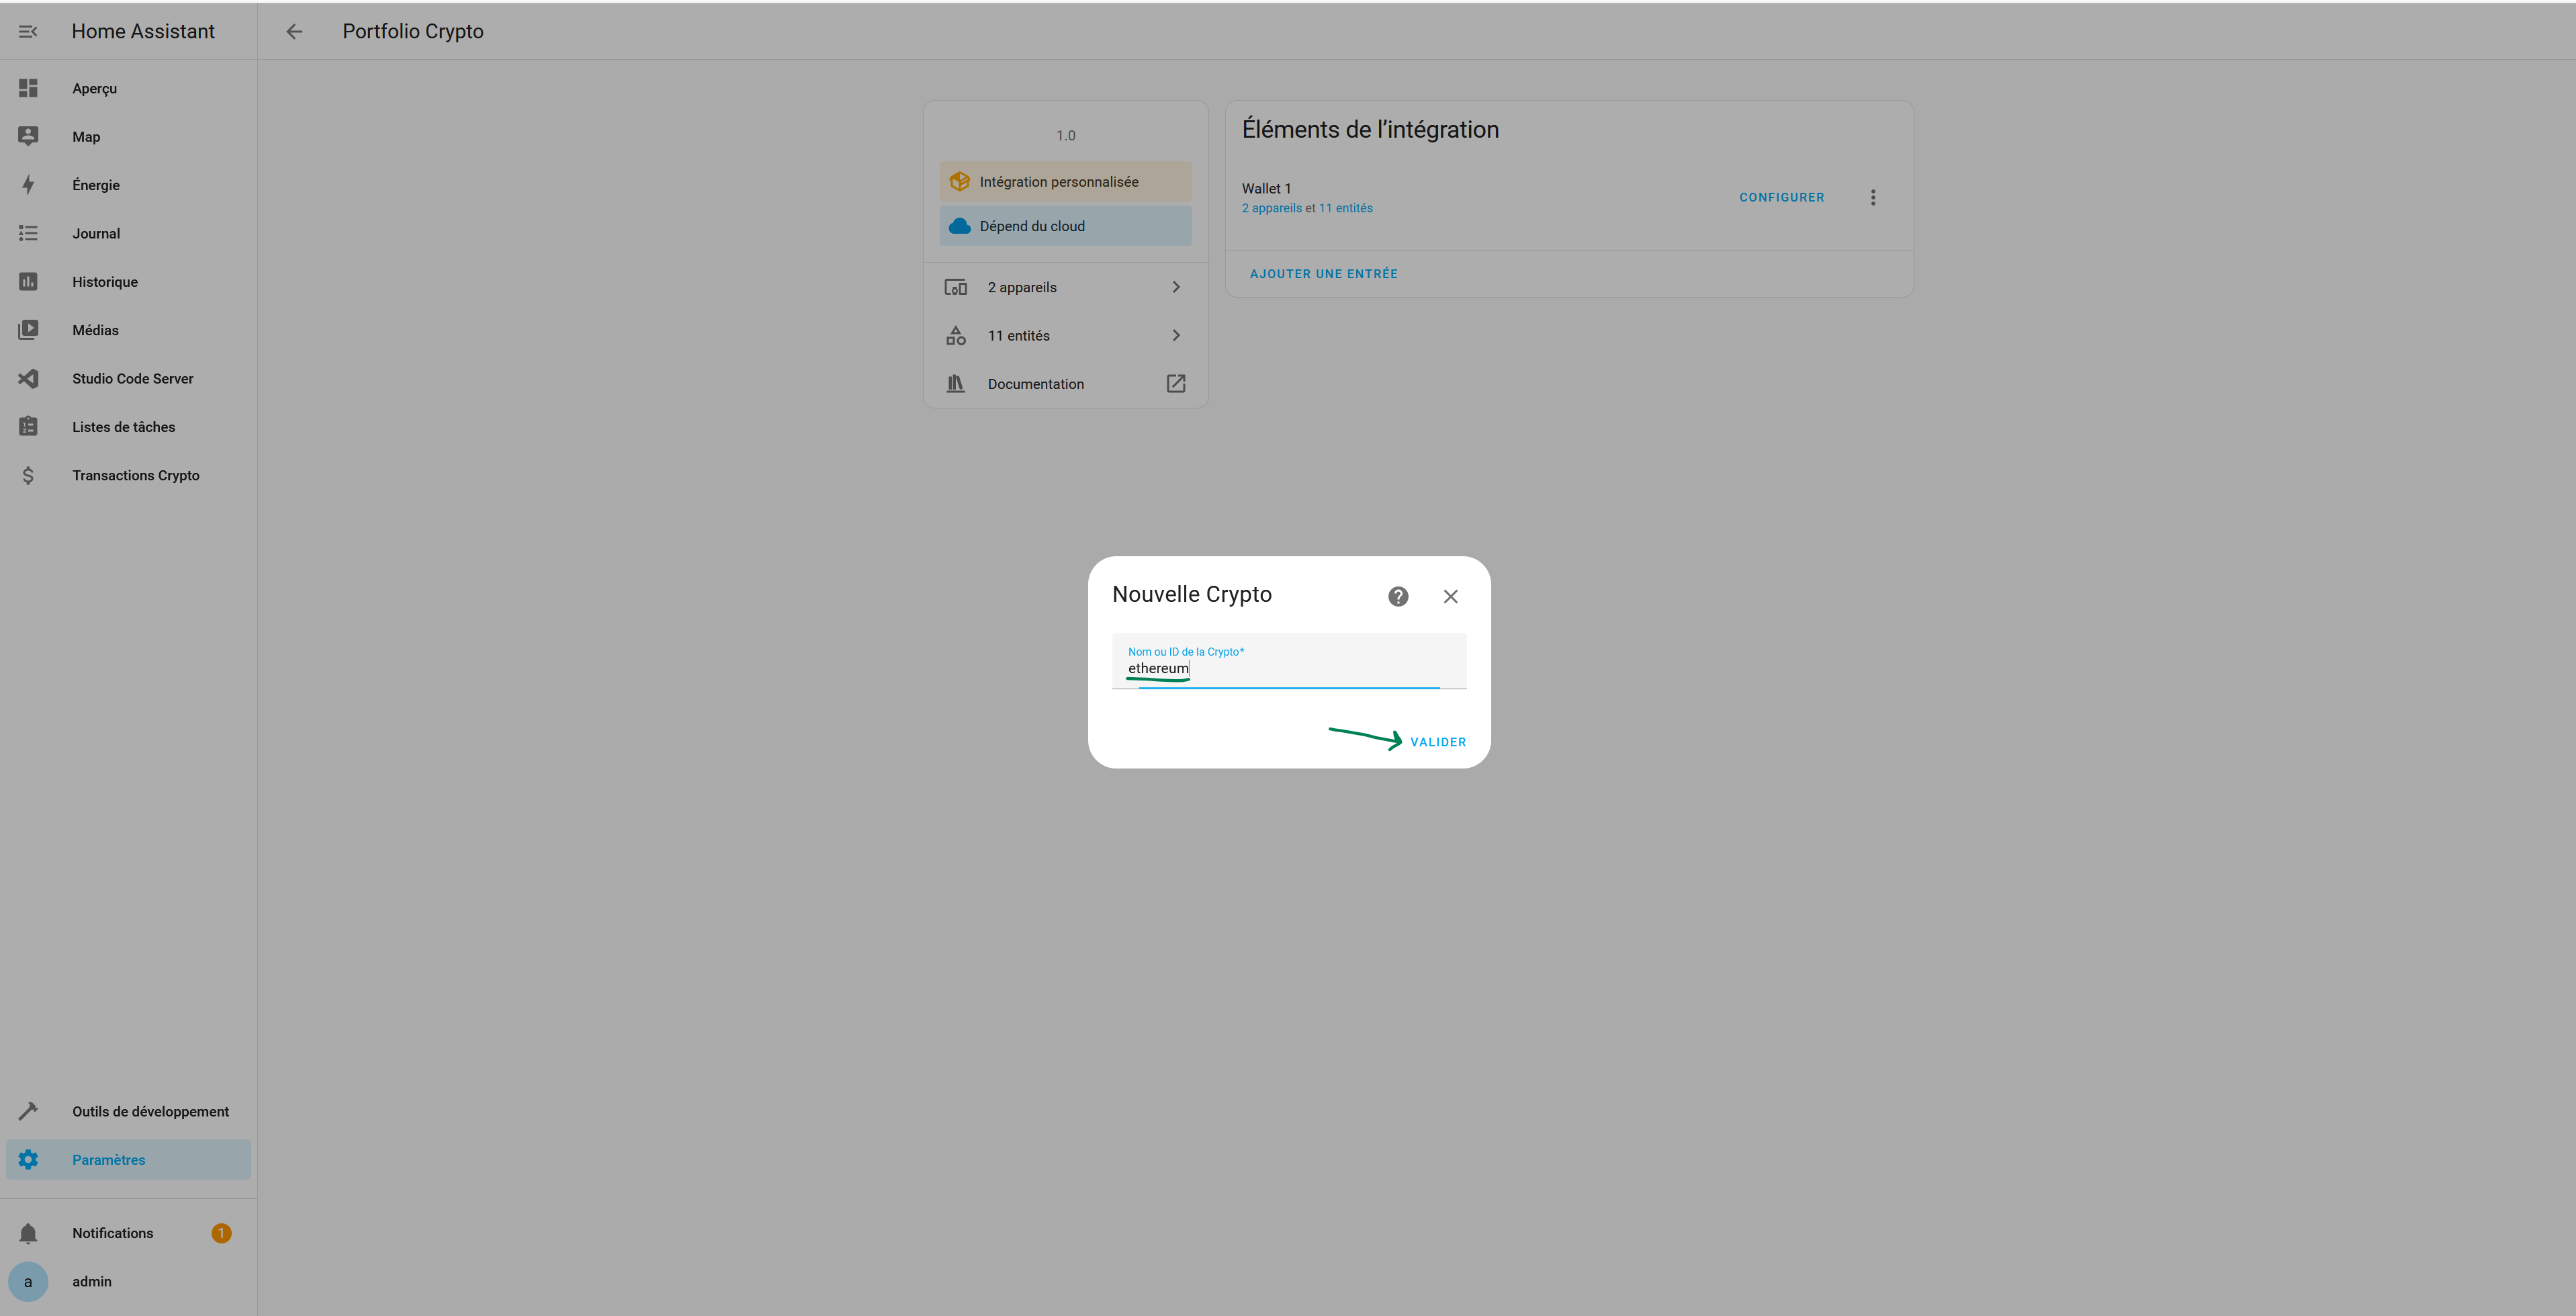 Home Assistant
Portfolio Crypto
Aperçu
Map
Énergie
Journal
Historique
Médias
Studio Code Server
Listes de tâches
Transactions Crypto
Outils de développement
Paramètres
Notifications 1
a admin
1.0
Intégration personnalisée
Dépend du cloud
2 appareils
11 entités
Documentation
Éléments de l’intégration
Wallet 1
2 appareils et 11 entités
CONFIGURER
AJOUTER UNE ENTRÉE
Nouvelle Crypto
Nom ou ID de la Crypto*
ethereum
VALIDER